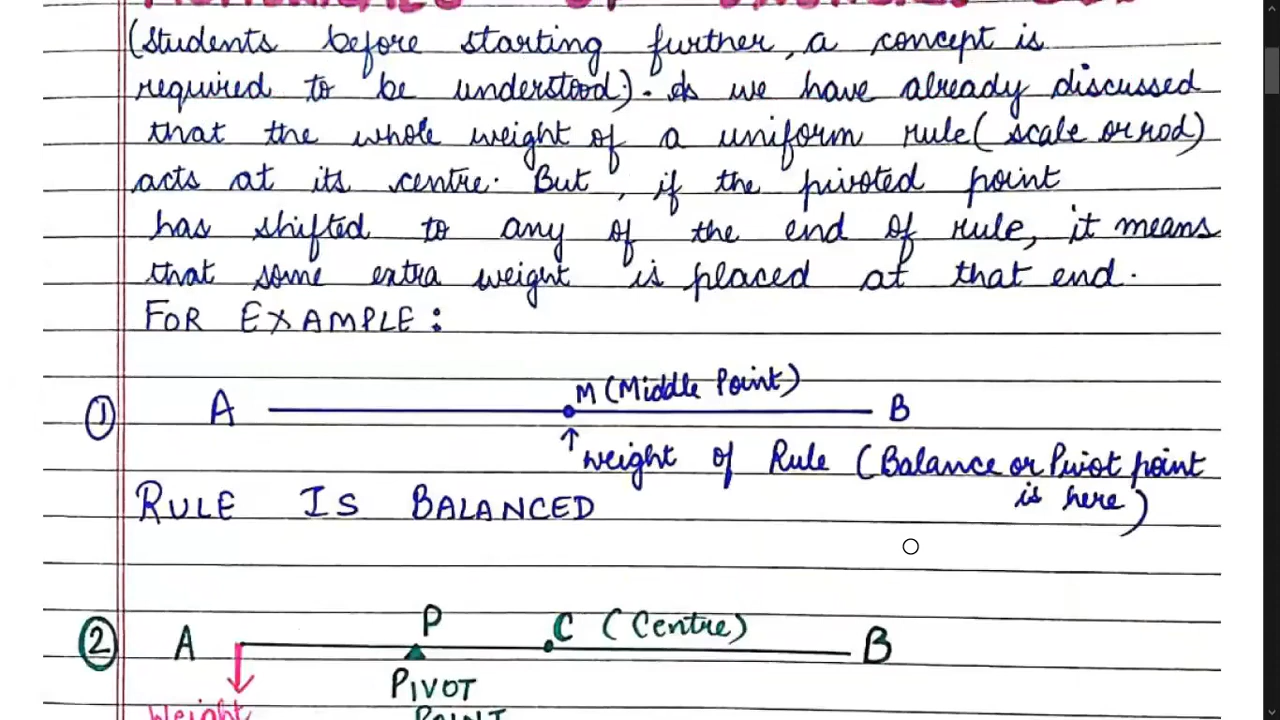 (Students before starting further, a concept is
required to be understood). As we have already discussed
that the whole weight of a uniform rule (scale or rod)
acts at its centre. But, if the pivoted point
has shifted to any of the end of rule, it means
that some extra weight is placed at that end.
FOR EXAMPLE:
① A M (Middle Point) B
↑ Weight of Rule (Balance or Pivot point
is here)
RULE IS BALANCED
② A P C (Centre) B
PIVOT
POINT
Weight